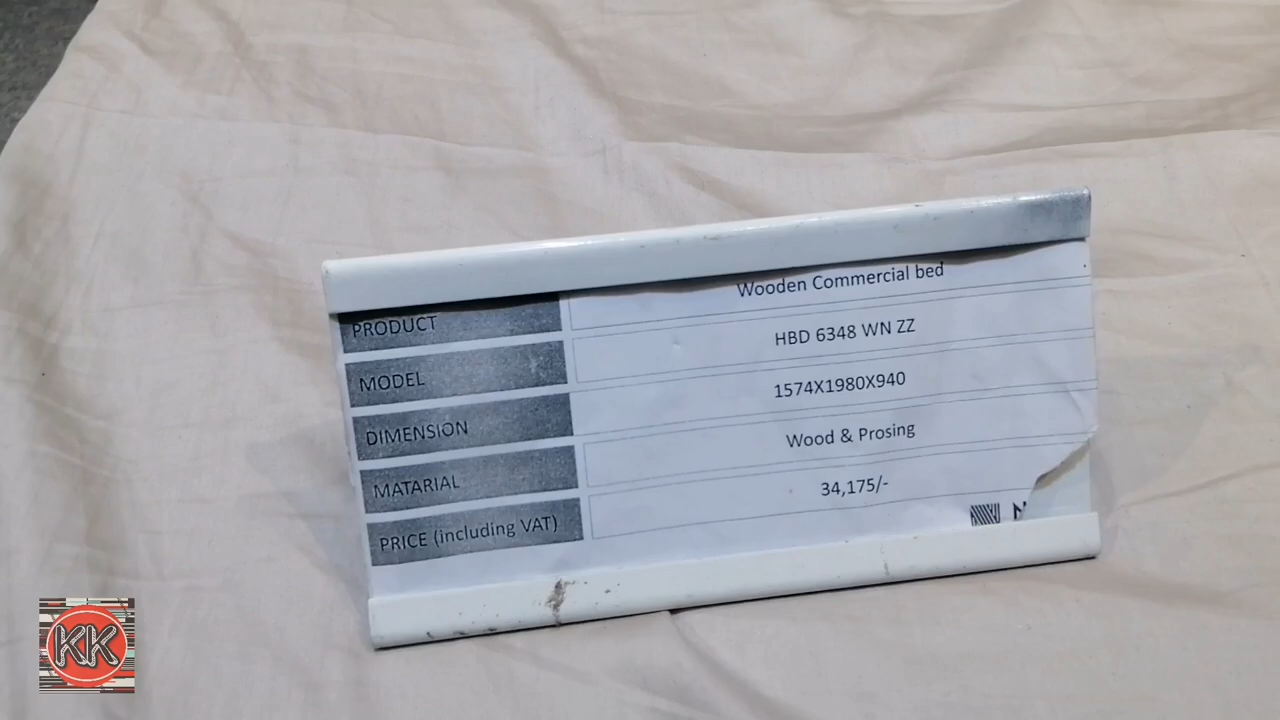 PRODUCT Wooden Commercial bed
MODEL HBD 6348 WN ZZ
DIMENSION 1574X1980X940
MATARIAL Wood & Prosing
PRICE (including VAT) 34,175/-
KK